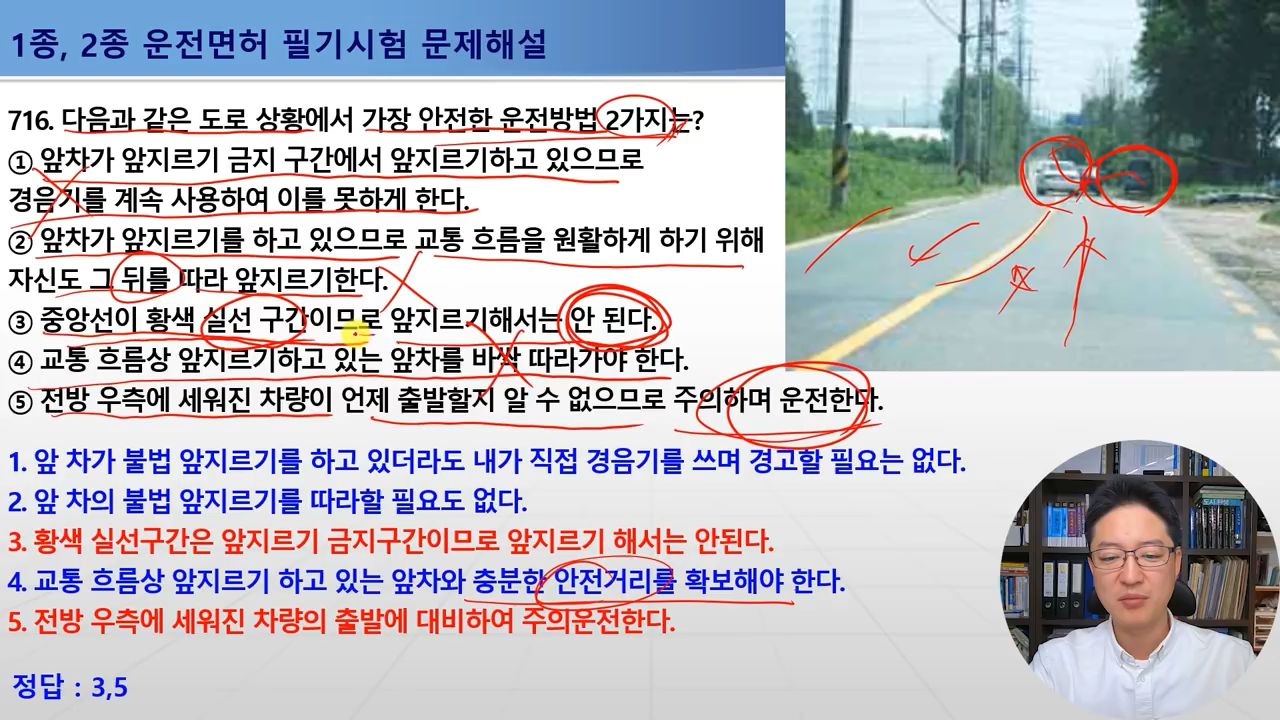 1종, 2종 운전면허 필기시험 문제해설
716. 다음과 같은 도로 상황에서 가장 안전한 운전방법 2가지는?
① 앞차가 앞지르기 금지 구간에서 앞지르기하고 있으므로
경음기를 계속 사용하여 이를 못하게 한다.
② 앞차가 앞지르기를 하고 있으므로 교통 흐름을 원활하게 하기 위해
자신도 그 뒤를 따라 앞지르기한다.
③ 중앙선이 황색 실선 구간이므로 앞지르기해서는 안 된다.
④ 교통 흐름상 앞지르기하고 있는 앞차를 바싹 따라가야 한다.
⑤ 전방 우측에 세워진 차량이 언제 출발할지 알 수 없으므로 주의하며 운전한다.
1. 앞 차가 불법 앞지르기를 하고 있더라도 내가 직접 경음기를 쓰며 경고할 필요는 없다.
2. 앞 차의 불법 앞지르기를 따라할 필요도 없다.
3. 황색 실선구간은 앞지르기 금지구간이므로 앞지르기 해서는 안된다.
4. 교통 흐름상 앞지르기 하고 있는 앞차와 충분한 안전거리를 확보해야 한다.
5. 전방 우측에 세워진 차량의 출발에 대비하여 주의운전한다.
정답 : 3,5